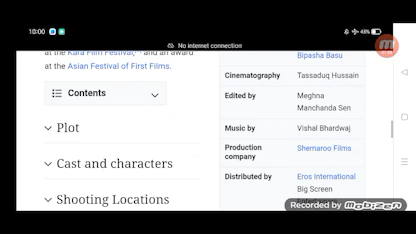 10:00
43%
No internet connection
at the Kara Film Festival, and an award
at the Asian Festival of First Films.
Contents
Plot
Cast and characters
Shooting Locations
Bipasha Basu
Cinematography Tassaduq Hussain
Edited by Meghna
Manchanda Sen
Music by Vishal Bhardwaj
Production Shemaroo Films
company
Distributed by Eros International
Big Screen
Recorded by Mobizen